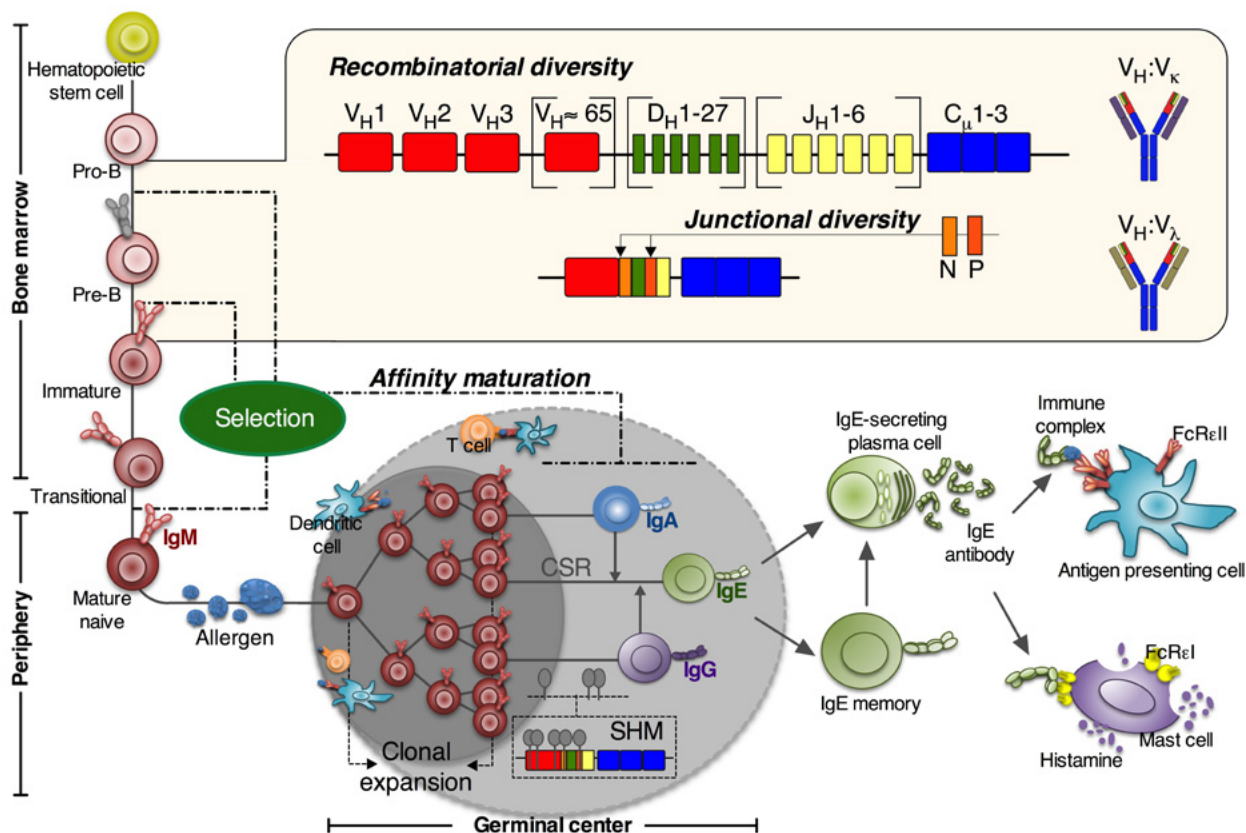 Bone marrow
Periphery
Hematopoietic
stem cell
Pro-B
Pre-B
Immature
Transitional
IgM
Mature
naive
Allergen
Selection
Recombinatorial diversity
VH1
VH2
VH3
VH≈ 65
DH1-27
JH1-6
Cμ1-3
VH:Vκ
Junctional diversity
N P
VH:Vλ
Affinity maturation
T cell
Dendritic
cell
IgA
CSR
IgE
IgG
SHM
Clonal
expansion
Germinal center
IgE-secreting
plasma cell
IgE
antibody
IgE memory
Immune
complex
FcRεII
Antigen presenting cell
FcRεI
Mast cell
Histamine